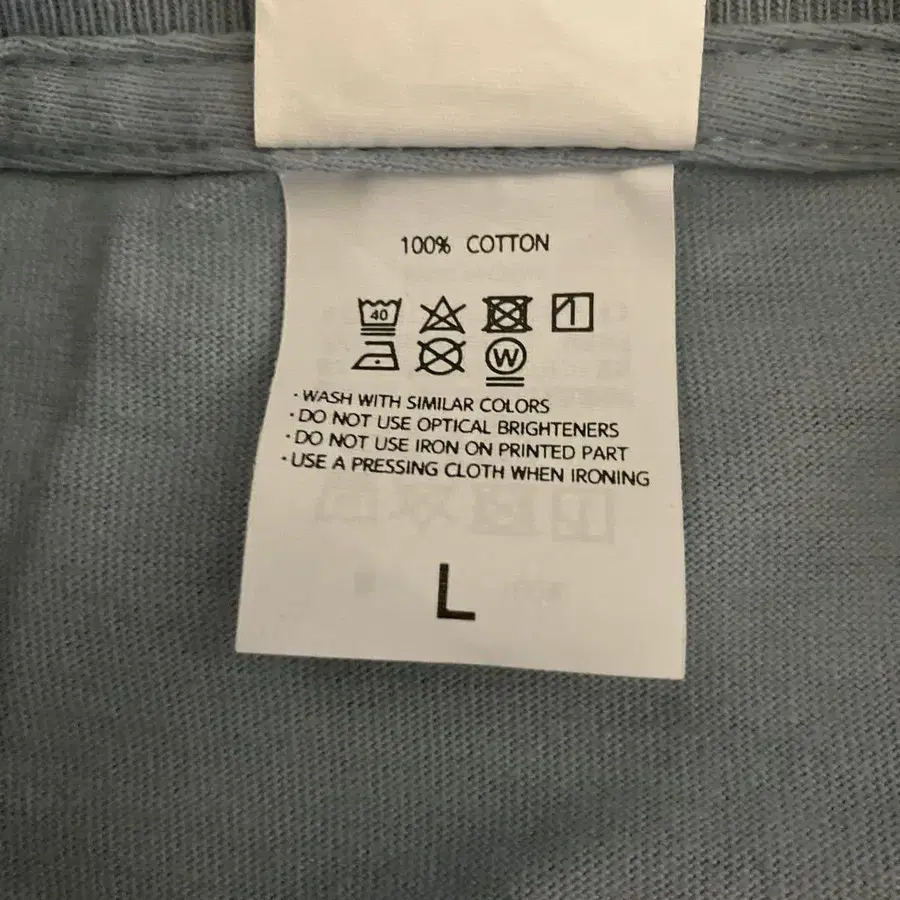 100% COTTON
40
W
· WASH WITH SIMILAR COLORS
· DO NOT USE OPTICAL BRIGHTENERS
· DO NOT USE IRON ON PRINTED PART
· USE A PRESSING CLOTH WHEN IRONING
L